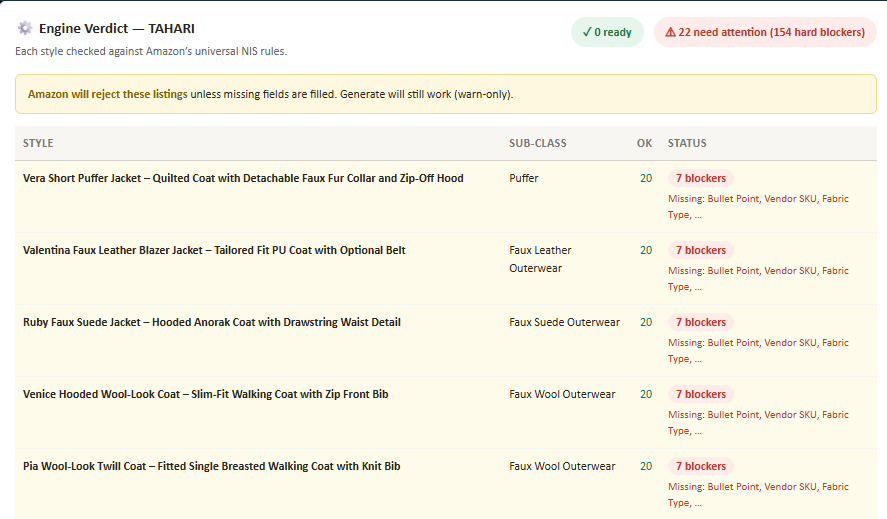 Engine Verdict — TAHARI
✓ 0 ready
⚠ 22 need attention (154 hard blockers)
Each style checked against Amazon's universal NIS rules.
Amazon will reject these listings unless missing fields are filled. Generate will still work (warn-only).
STYLE SUB-CLASS OK STATUS
Vera Short Puffer Jacket – Quilted Coat with Detachable Faux Fur Collar and Zip-Off Hood Puffer 20 7 blockers
Missing: Bullet Point, Vendor SKU, Fabric
Type, ...
Valentina Faux Leather Blazer Jacket – Tailored Fit PU Coat with Optional Belt Faux Leather 20 7 blockers
Outerwear Missing: Bullet Point, Vendor SKU, Fabric
Type, ...
Ruby Faux Suede Jacket – Hooded Anorak Coat with Drawstring Waist Detail Faux Suede Outerwear 20 7 blockers
Missing: Bullet Point, Vendor SKU, Fabric
Type, ...
Venice Hooded Wool-Look Coat – Slim-Fit Walking Coat with Zip Front Bib Faux Wool Outerwear 20 7 blockers
Missing: Bullet Point, Vendor SKU, Fabric
Type, ...
Pia Wool-Look Twill Coat – Fitted Single Breasted Walking Coat with Knit Bib Faux Wool Outerwear 20 7 blockers
Missing: Bullet Point, Vendor SKU, Fabric
Type, ...